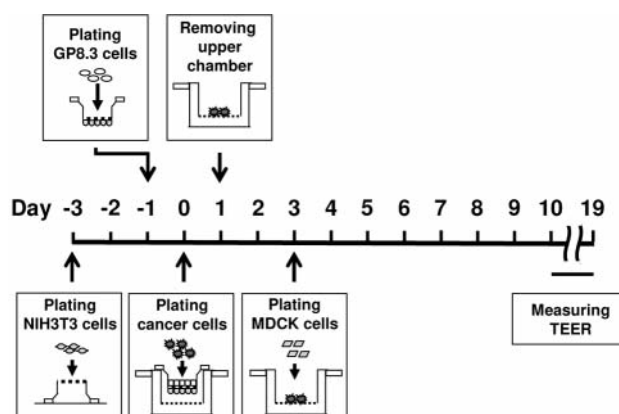 Plating
GP8.3 cells
Removing
upper
chamber
Day -3 -2 -1 0 1 2 3 4 5 6 7 8 9 10 19
Plating
NIH3T3 cells
Plating
cancer cells
Plating
MDCK cells
Measuring
TEER